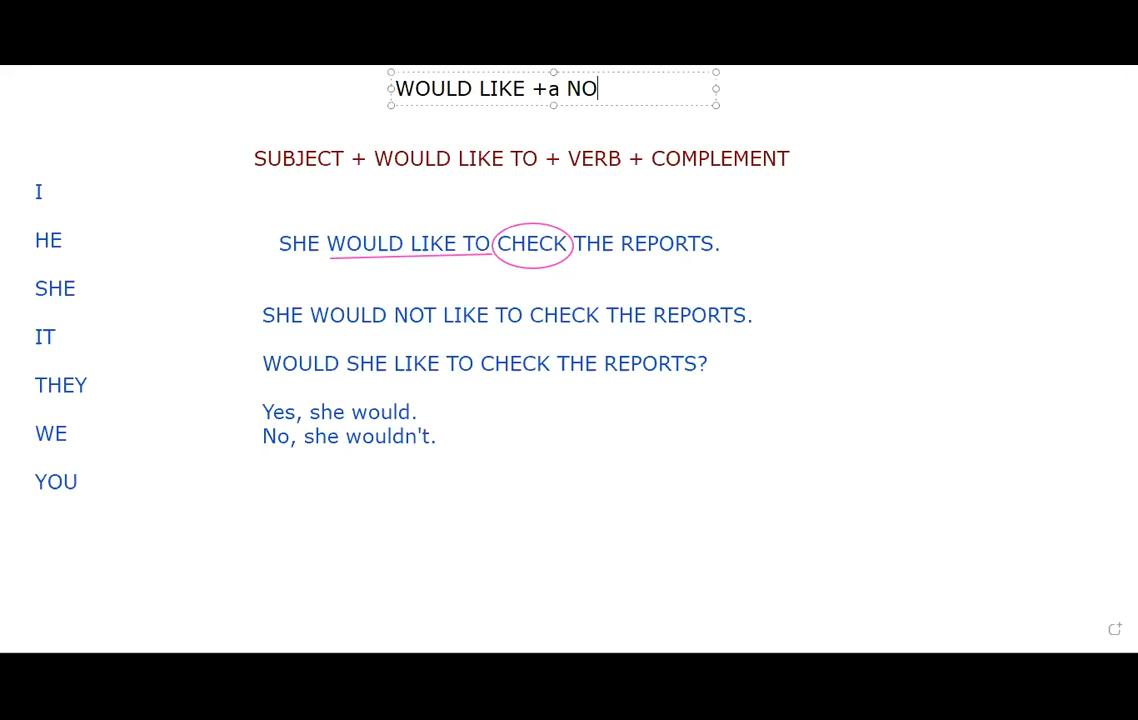 WOULD LIKE +a NO
SUBJECT + WOULD LIKE TO + VERB + COMPLEMENT
I
HE
SHE WOULD LIKE TO CHECK THE REPORTS.
SHE
SHE WOULD NOT LIKE TO CHECK THE REPORTS.
IT
WOULD SHE LIKE TO CHECK THE REPORTS?
THEY
Yes, she would.
WE
No, she wouldn't.
YOU